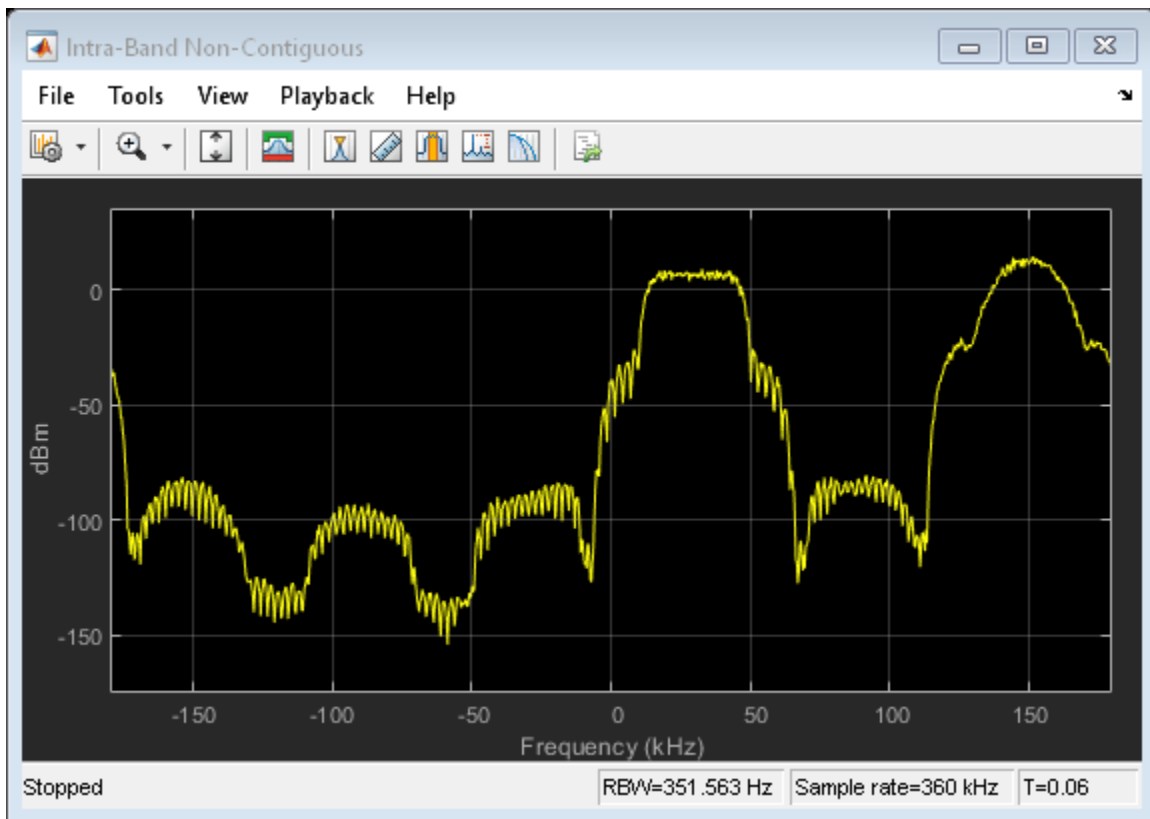 Intra-Band Non-Contiguous
File Tools View Playback Help
0
-50
-100
-150
dBm
-150 -100 -50 0 50 100 150
Frequency (kHz)
Stopped RBW=351.563 Hz Sample rate=360 kHz T=0.06